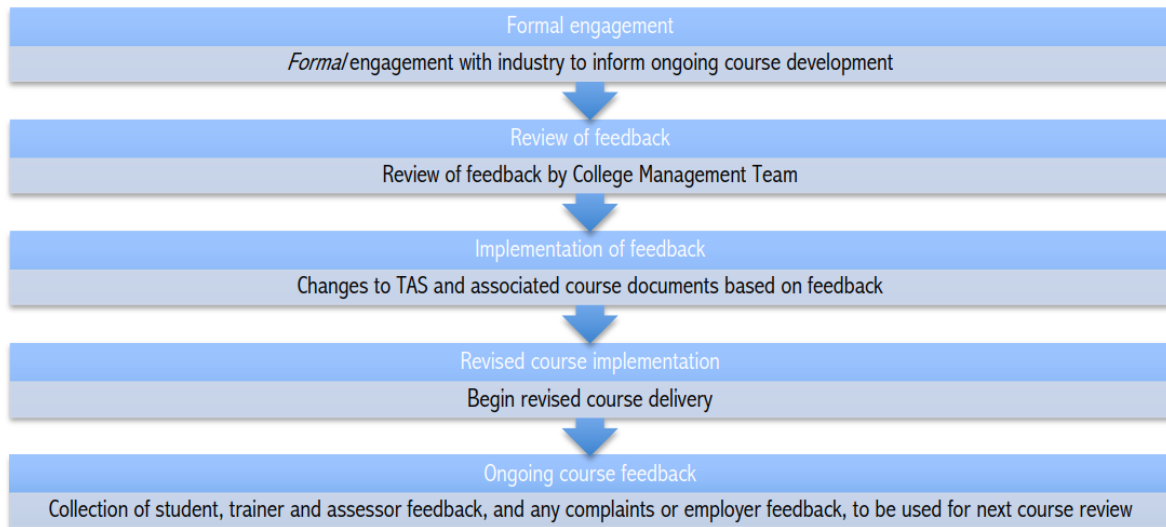 Formal engagement
Formal engagement with industry to inform ongoing course development
Review of feedback
Review of feedback by College Management Team
Implementation of feedback
Changes to TAS and associated course documents based on feedback
Revised course implementation
Begin revised course delivery
Ongoing course feedback
Collection of student, trainer and assessor feedback, and any complaints or employer feedback, to be used for next course review